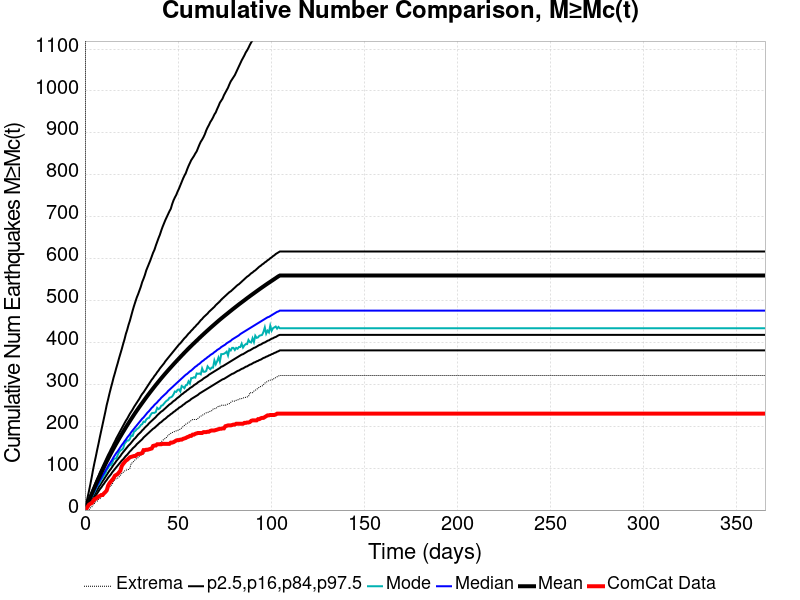 Cumulative Number Comparison, M≥Mc(t)
Cumulative Num Earthquakes M≥Mc(t)
1100
1000
900
800
700
600
500
400
300
200
100
0
0 50 100 150 200 250 300 350
Time (days)
Extrema p2.5,p16,p84,p97.5 Mode Median Mean ComCat Data